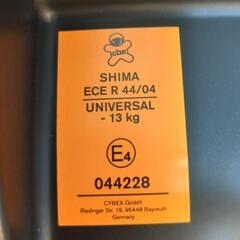 cbx
SHIMA
ECE R 44/04
UNIVERSAL
- 13 kg
E4
044228
CYBEX GmbH
Riedinger Str. 18, 95448 Bayreuth
Germany